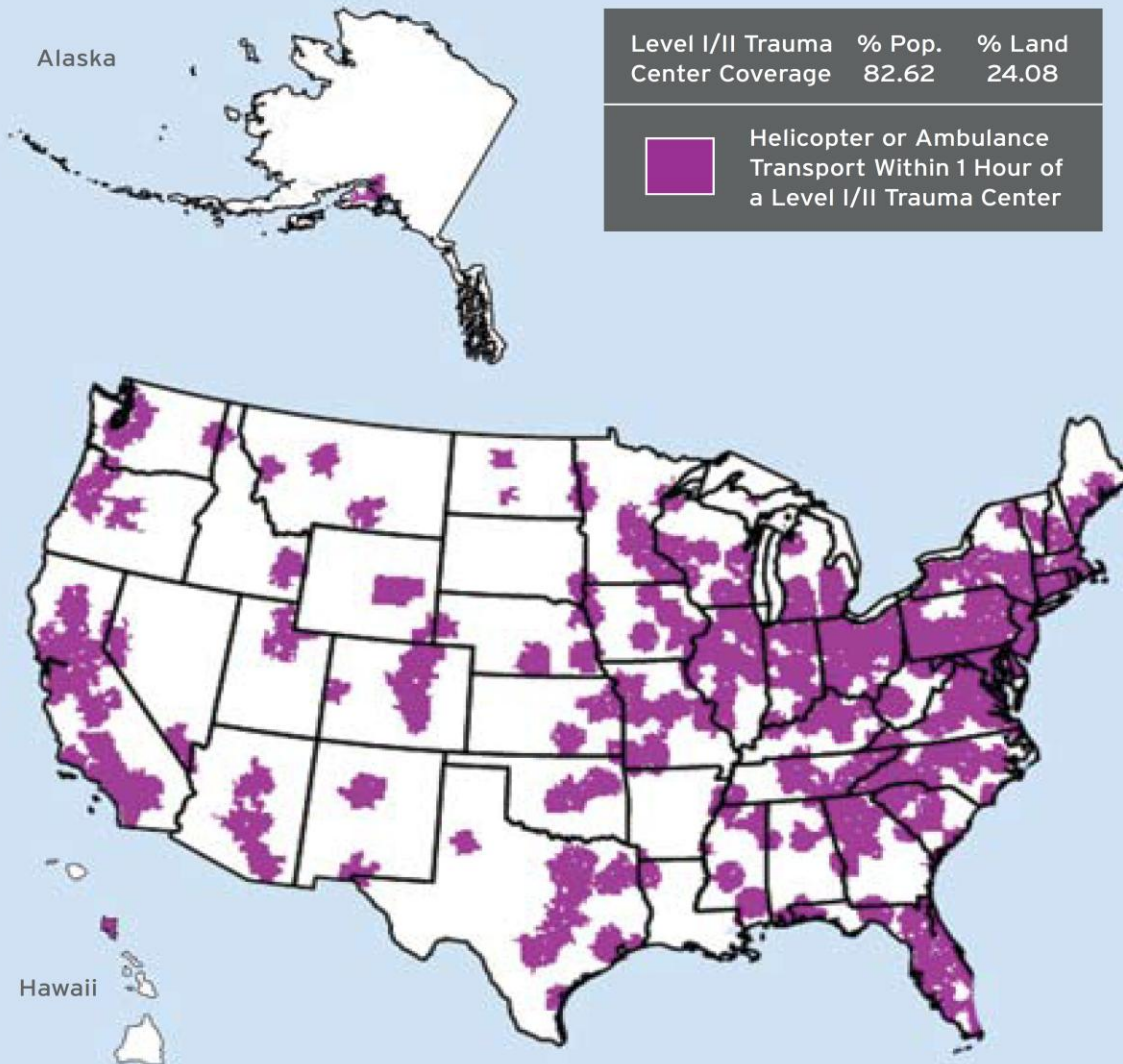 Alaska
Level I/II Trauma % Pop. % Land
Center Coverage 82.62 24.08
Helicopter or Ambulance
Transport Within 1 Hour of
a Level I/II Trauma Center
Hawaii